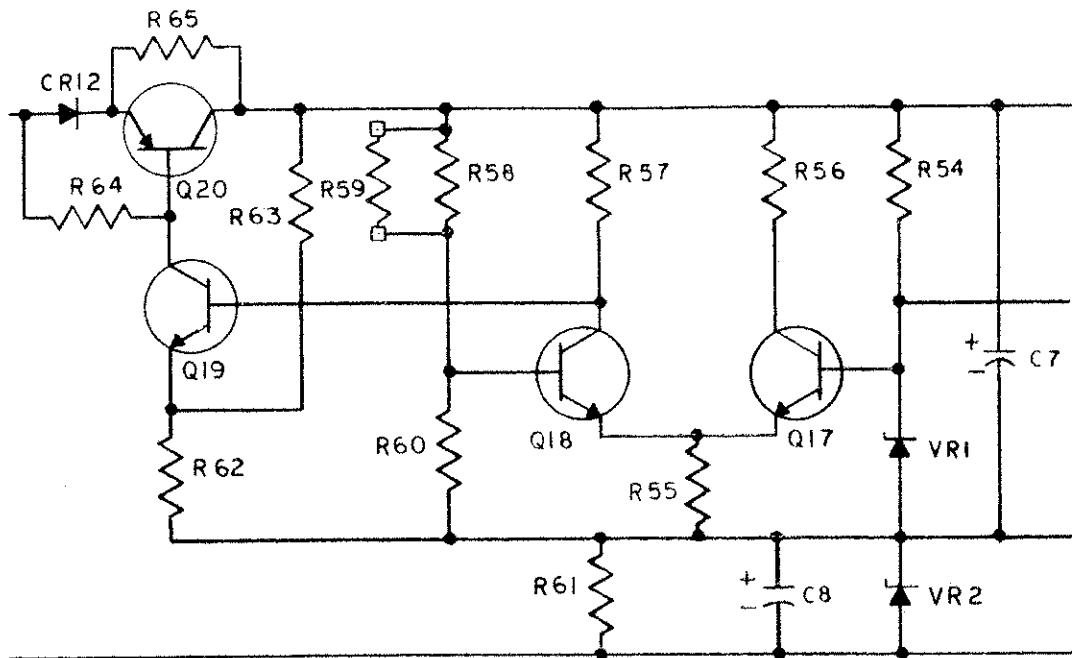 R65
CR12
R64
Q20
R63
R59
R58
R57
R56
R54
Q19
Q18
Q17
+
-
C7
R62
R60
R55
VR1
R61
+
-
C8
VR2